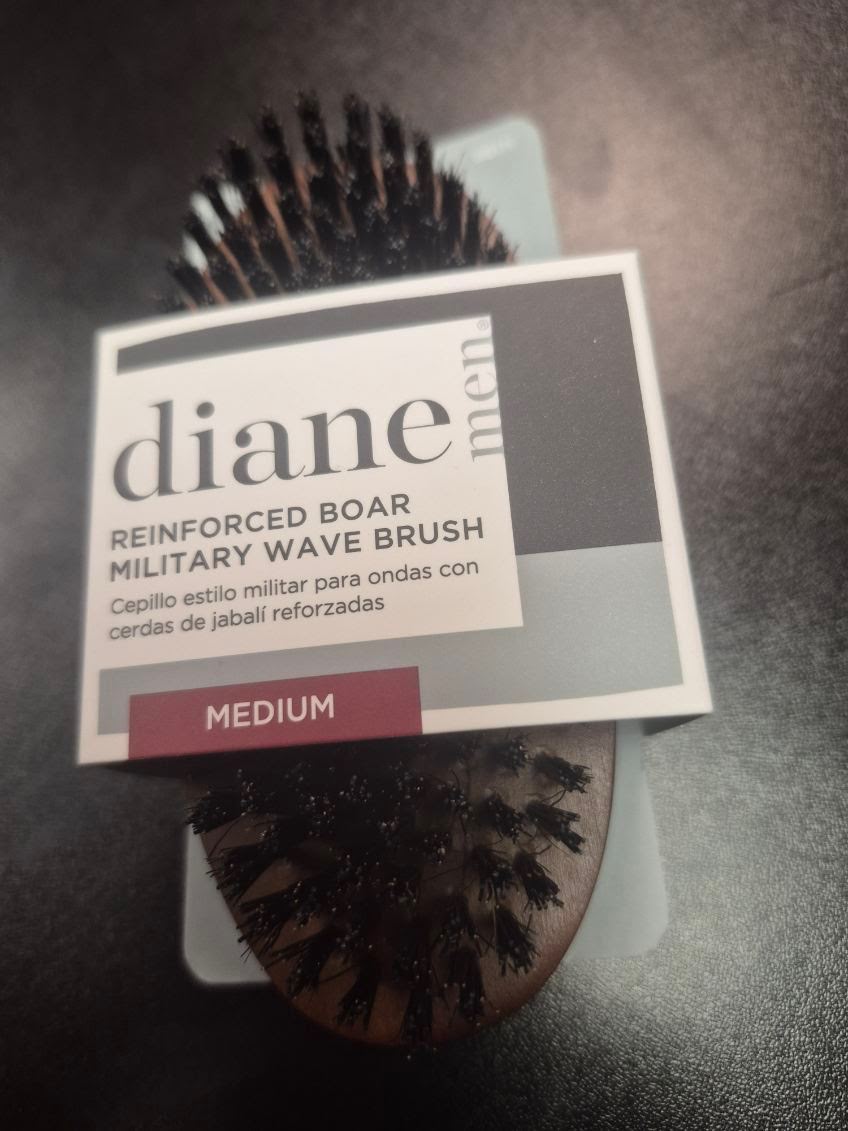 diane
men®
REINFORCED BOAR
MILITARY WAVE BRUSH
Cepillo estilo militar para ondas con
cerdas de jabalí reforzadas
MEDIUM